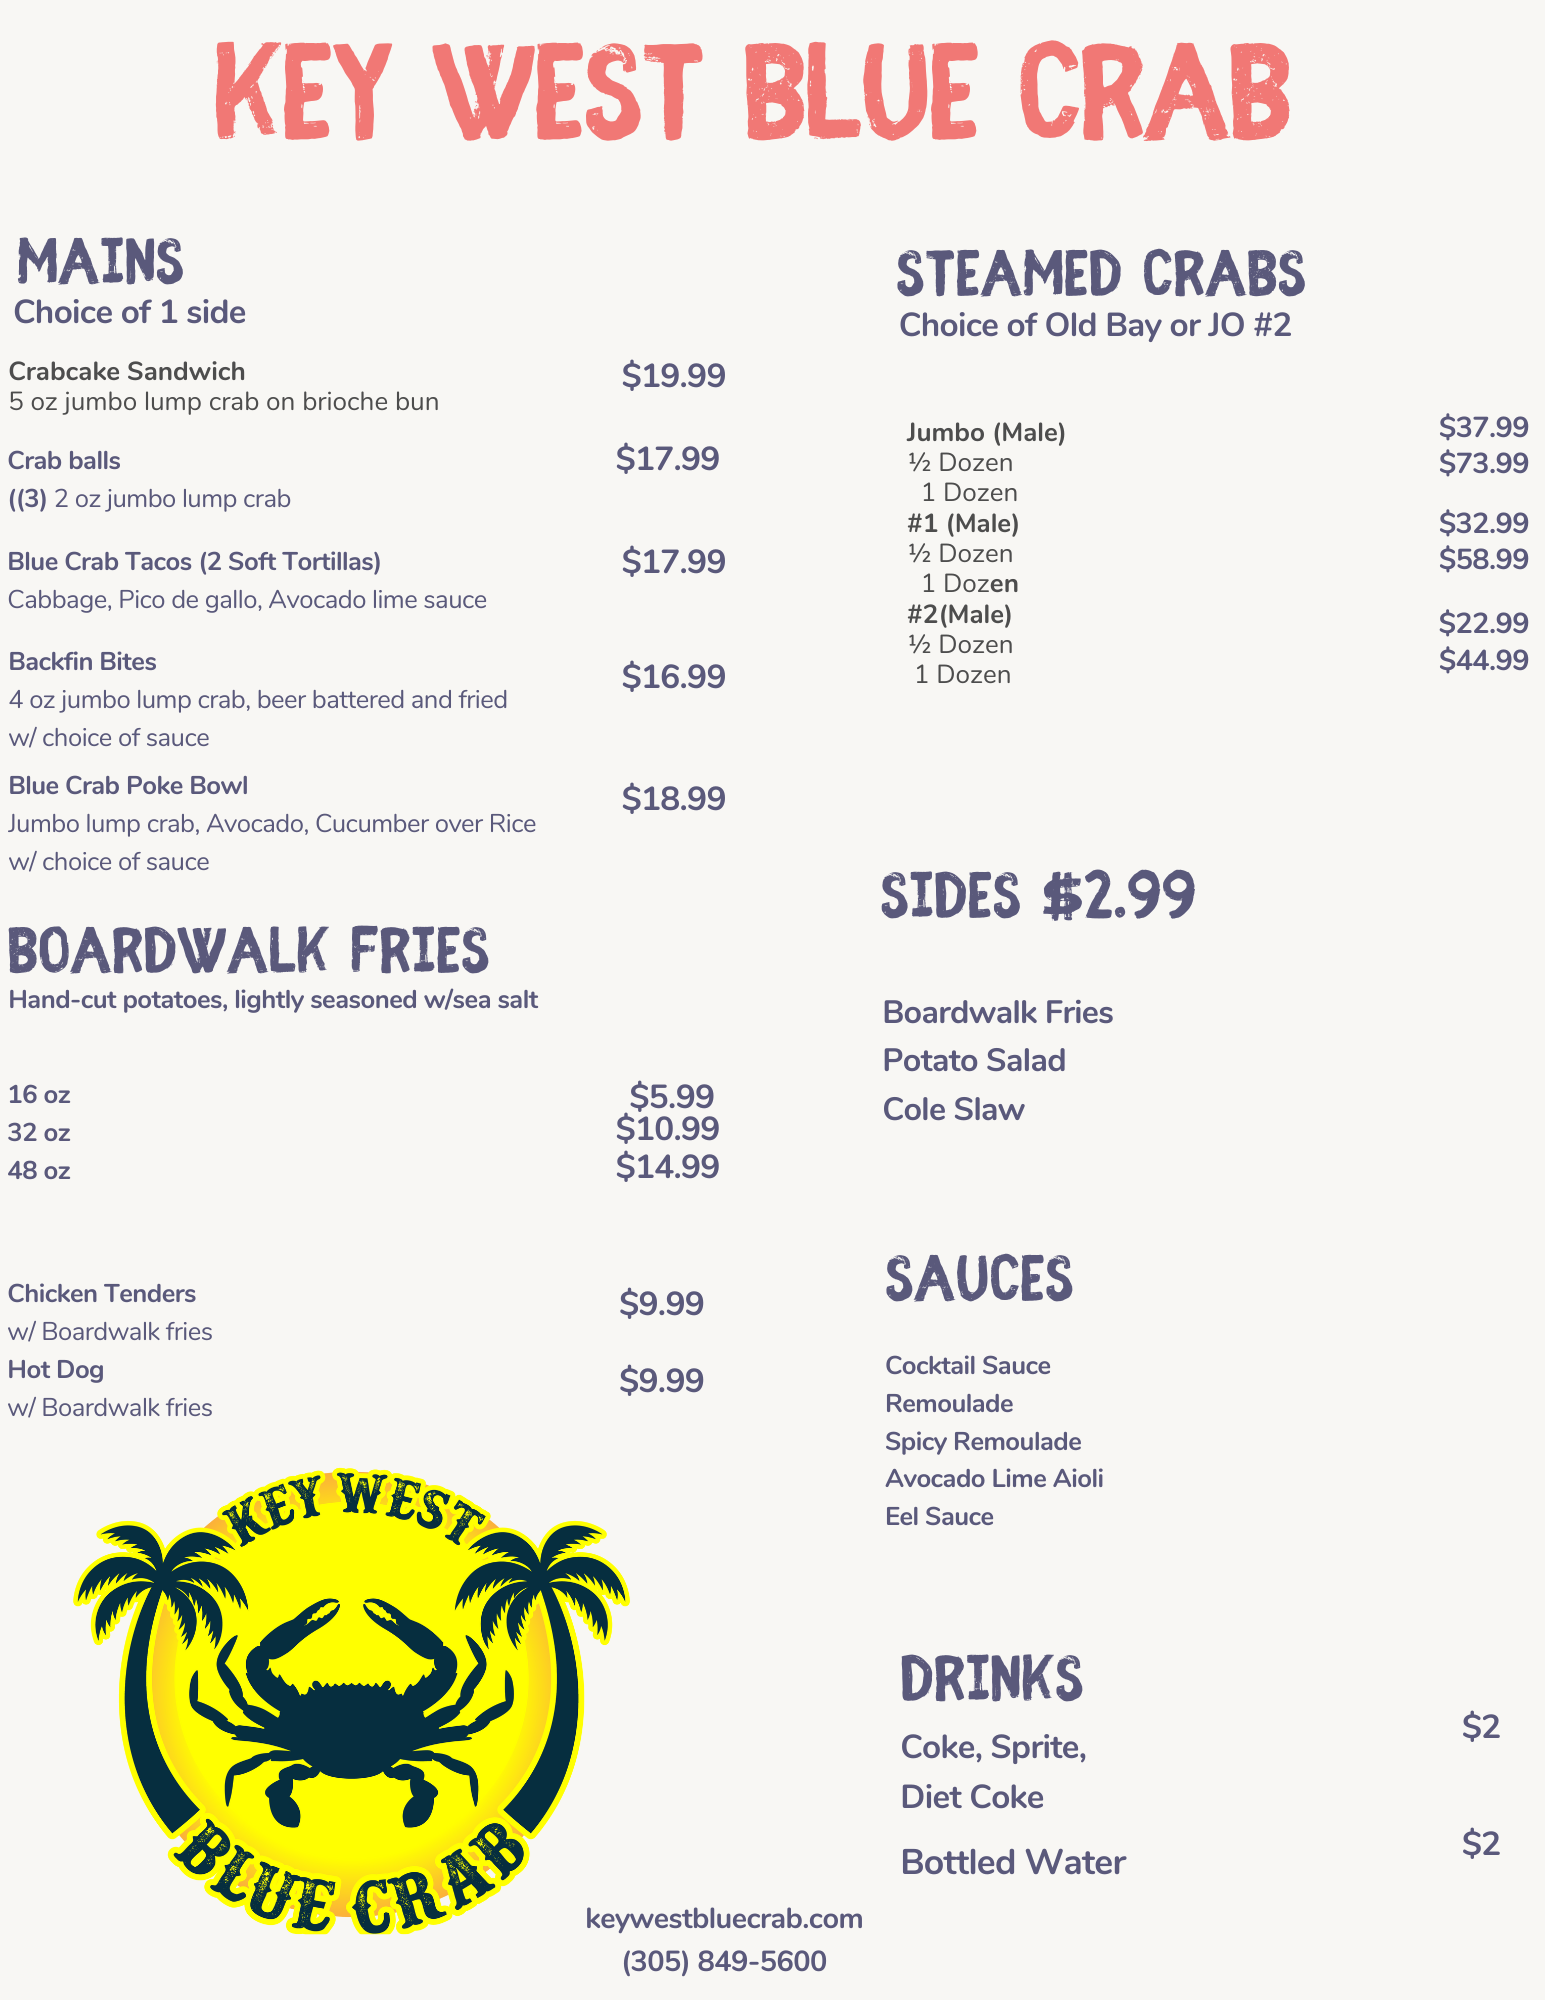 KEY WEST BLUE CRAB
MAINS
Choice of 1 side
Crabcake Sandwich $19.99
5 oz jumbo lump crab on brioche bun
Crab balls $17.99
((3) 2 oz jumbo lump crab
Blue Crab Tacos (2 Soft Tortillas) $17.99
Cabbage, Pico de gallo, Avocado lime sauce
Backfin Bites $16.99
4 oz jumbo lump crab, beer battered and fried
w/ choice of sauce
Blue Crab Poke Bowl $18.99
Jumbo lump crab, Avocado, Cucumber over Rice
w/ choice of sauce
BOARDWALK FRIES
Hand-cut potatoes, lightly seasoned w/sea salt
16 oz $5.99
32 oz $10.99
48 oz $14.99
Chicken Tenders $9.99
w/ Boardwalk fries
Hot Dog $9.99
w/ Boardwalk fries
KEY WEST
BLUE CRAB
STEAMED CRABS
Choice of Old Bay or JO #2
Jumbo (Male) $37.99
½ Dozen $73.99
1 Dozen
#1 (Male) $32.99
½ Dozen $58.99
1 Dozen
#2(Male) $22.99
½ Dozen $44.99
1 Dozen
SIDES $2.99
Boardwalk Fries
Potato Salad
Cole Slaw
SAUCES
Cocktail Sauce
Remoulade
Spicy Remoulade
Avocado Lime Aioli
Eel Sauce
DRINKS
Coke, Sprite, $2
Diet Coke
Bottled Water $2
keywestbluecrab.com
(305) 849-5600